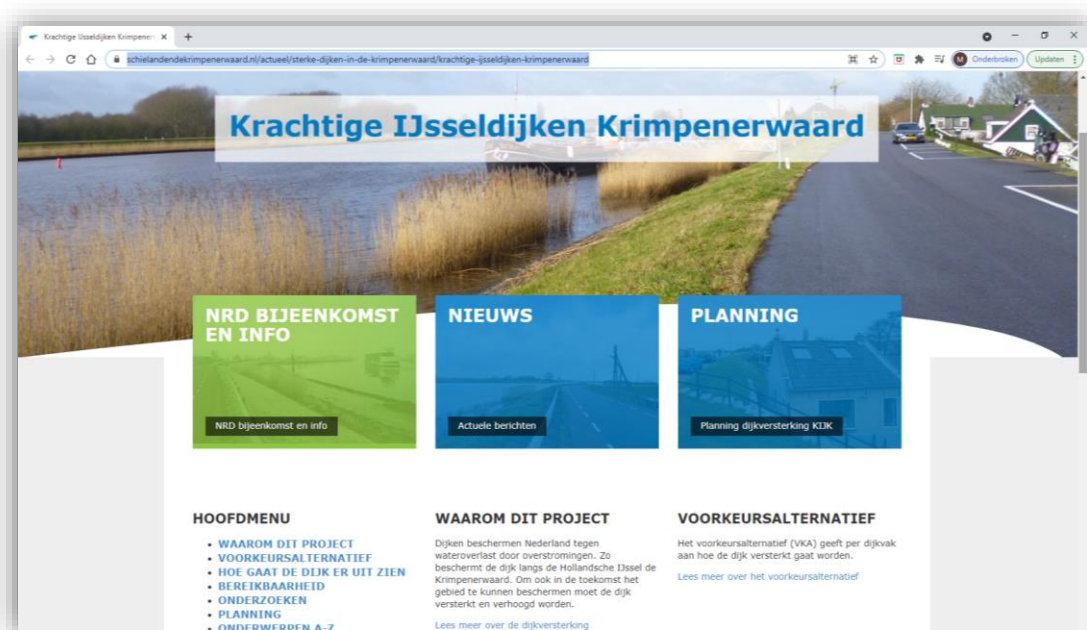 Krachtige IJsseldijken Krimpener
schielandendekrimpenerwaard.nl/actueel/sterke-dijken-in-de-krimpenerwaard/krachtige-ijsseldijken-krimpenerwaard
M Onderbroken
Updaten
Krachtige IJsseldijken Krimpenerwaard
NRD BIJEENKOMST
EN INFO
NRD bijeenkomst en info
NIEUWS
Actuele berichten
PLANNING
Planning dijkversterking KIJK
HOOFDMENU
• WAAROM DIT PROJECT
• VOORKEURSALTERNATIEF
• HOE GAAT DE DIJK ER UIT ZIEN
• BEREIKBAARHEID
• ONDERZOEKEN
• PLANNING
• ONDERWERPEN A-Z
WAAROM DIT PROJECT
Dijken beschermen Nederland tegen
wateroverlast door overstromingen. Zo
beschermt de dijk langs de Hollandsche IJssel de
Krimpenerwaard. Om ook in de toekomst het
gebied te kunnen beschermen moet de dijk
versterkt en verhoogd worden.
Lees meer over de dijkversterking
VOORKEURSALTERNATIEF
Het voorkeursalternatief (VKA) geeft per dijkvak
aan hoe de dijk versterkt gaat worden.
Lees meer over het voorkeursalternatief